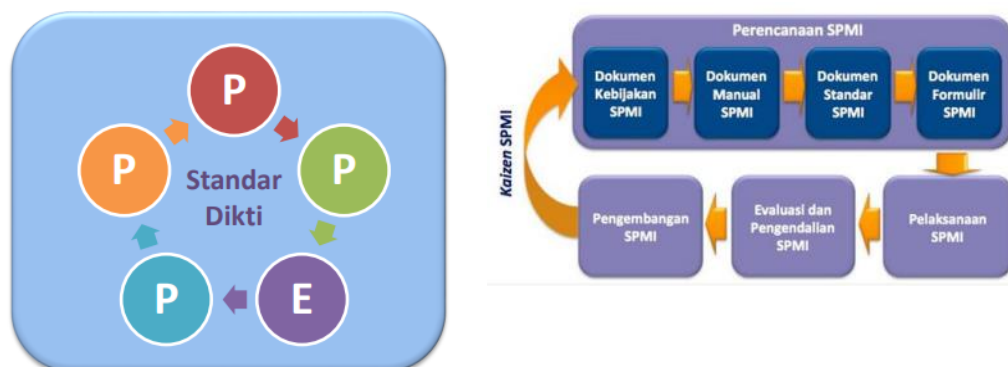 P
P
Standar
Dikti
P
P
E
Perencanaan SPMI
Dokumen
Kebijakan
SPMI
Dokumen
Manual
SPMI
Dokumen
Standar
SPMI
Dokumen
Formulir
SPMI
Kaizen SPMI
Pengembangan
SPMI
Evaluasi dan
Pengendalian
SPMI
Pelaksanaan
SPMI